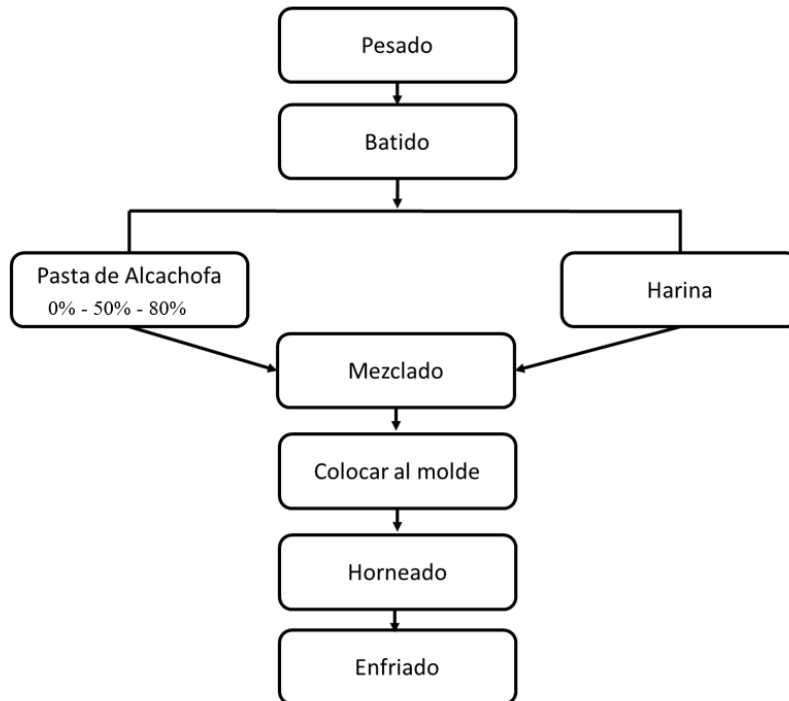 Pesado
Batido
Pasta de Alcachofa
0% - 50% - 80%
Harina
Mezclado
Colocar al molde
Horneado
Enfriado